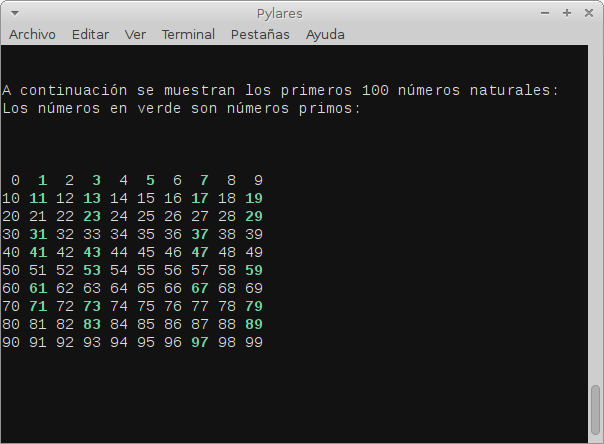 Pylares
Archivo Editar Ver Terminal Pestañas Ayuda
A continuación se muestran los primeros 100 números naturales:
Los números en verde son números primos:
0 1 2 3 4 5 6 7 8 9
10 11 12 13 14 15 16 17 18 19
20 21 22 23 24 25 26 27 28 29
30 31 32 33 34 35 36 37 38 39
40 41 42 43 44 45 46 47 48 49
50 51 52 53 54 55 56 57 58 59
60 61 62 63 64 65 66 67 68 69
70 71 72 73 74 75 76 77 78 79
80 81 82 83 84 85 86 87 88 89
90 91 92 93 94 95 96 97 98 99